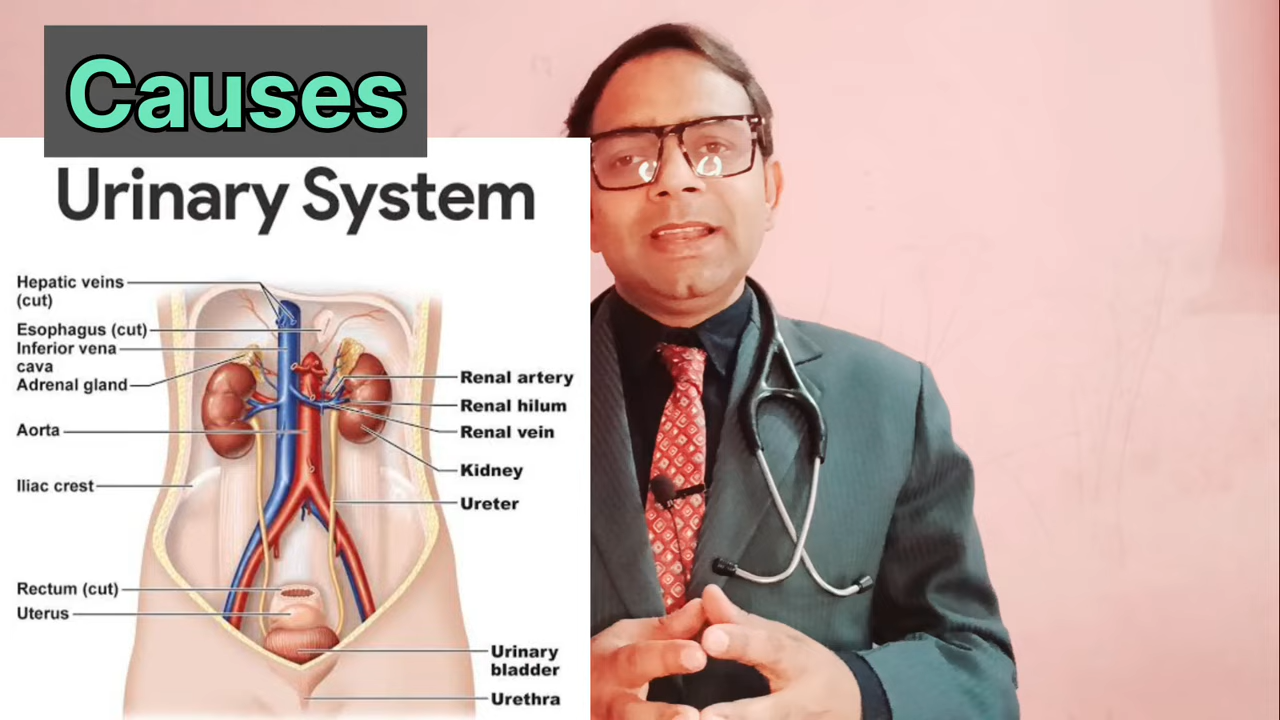 Causes
Urinary System
Hepatic veins
(cut)
Esophagus (cut)
Inferior vena
cava
Adrenal gland
Aorta
Iliac crest
Rectum (cut)
Uterus
Renal artery
Renal hilum
Renal vein
Kidney
Ureter
Urinary
bladder
Urethra